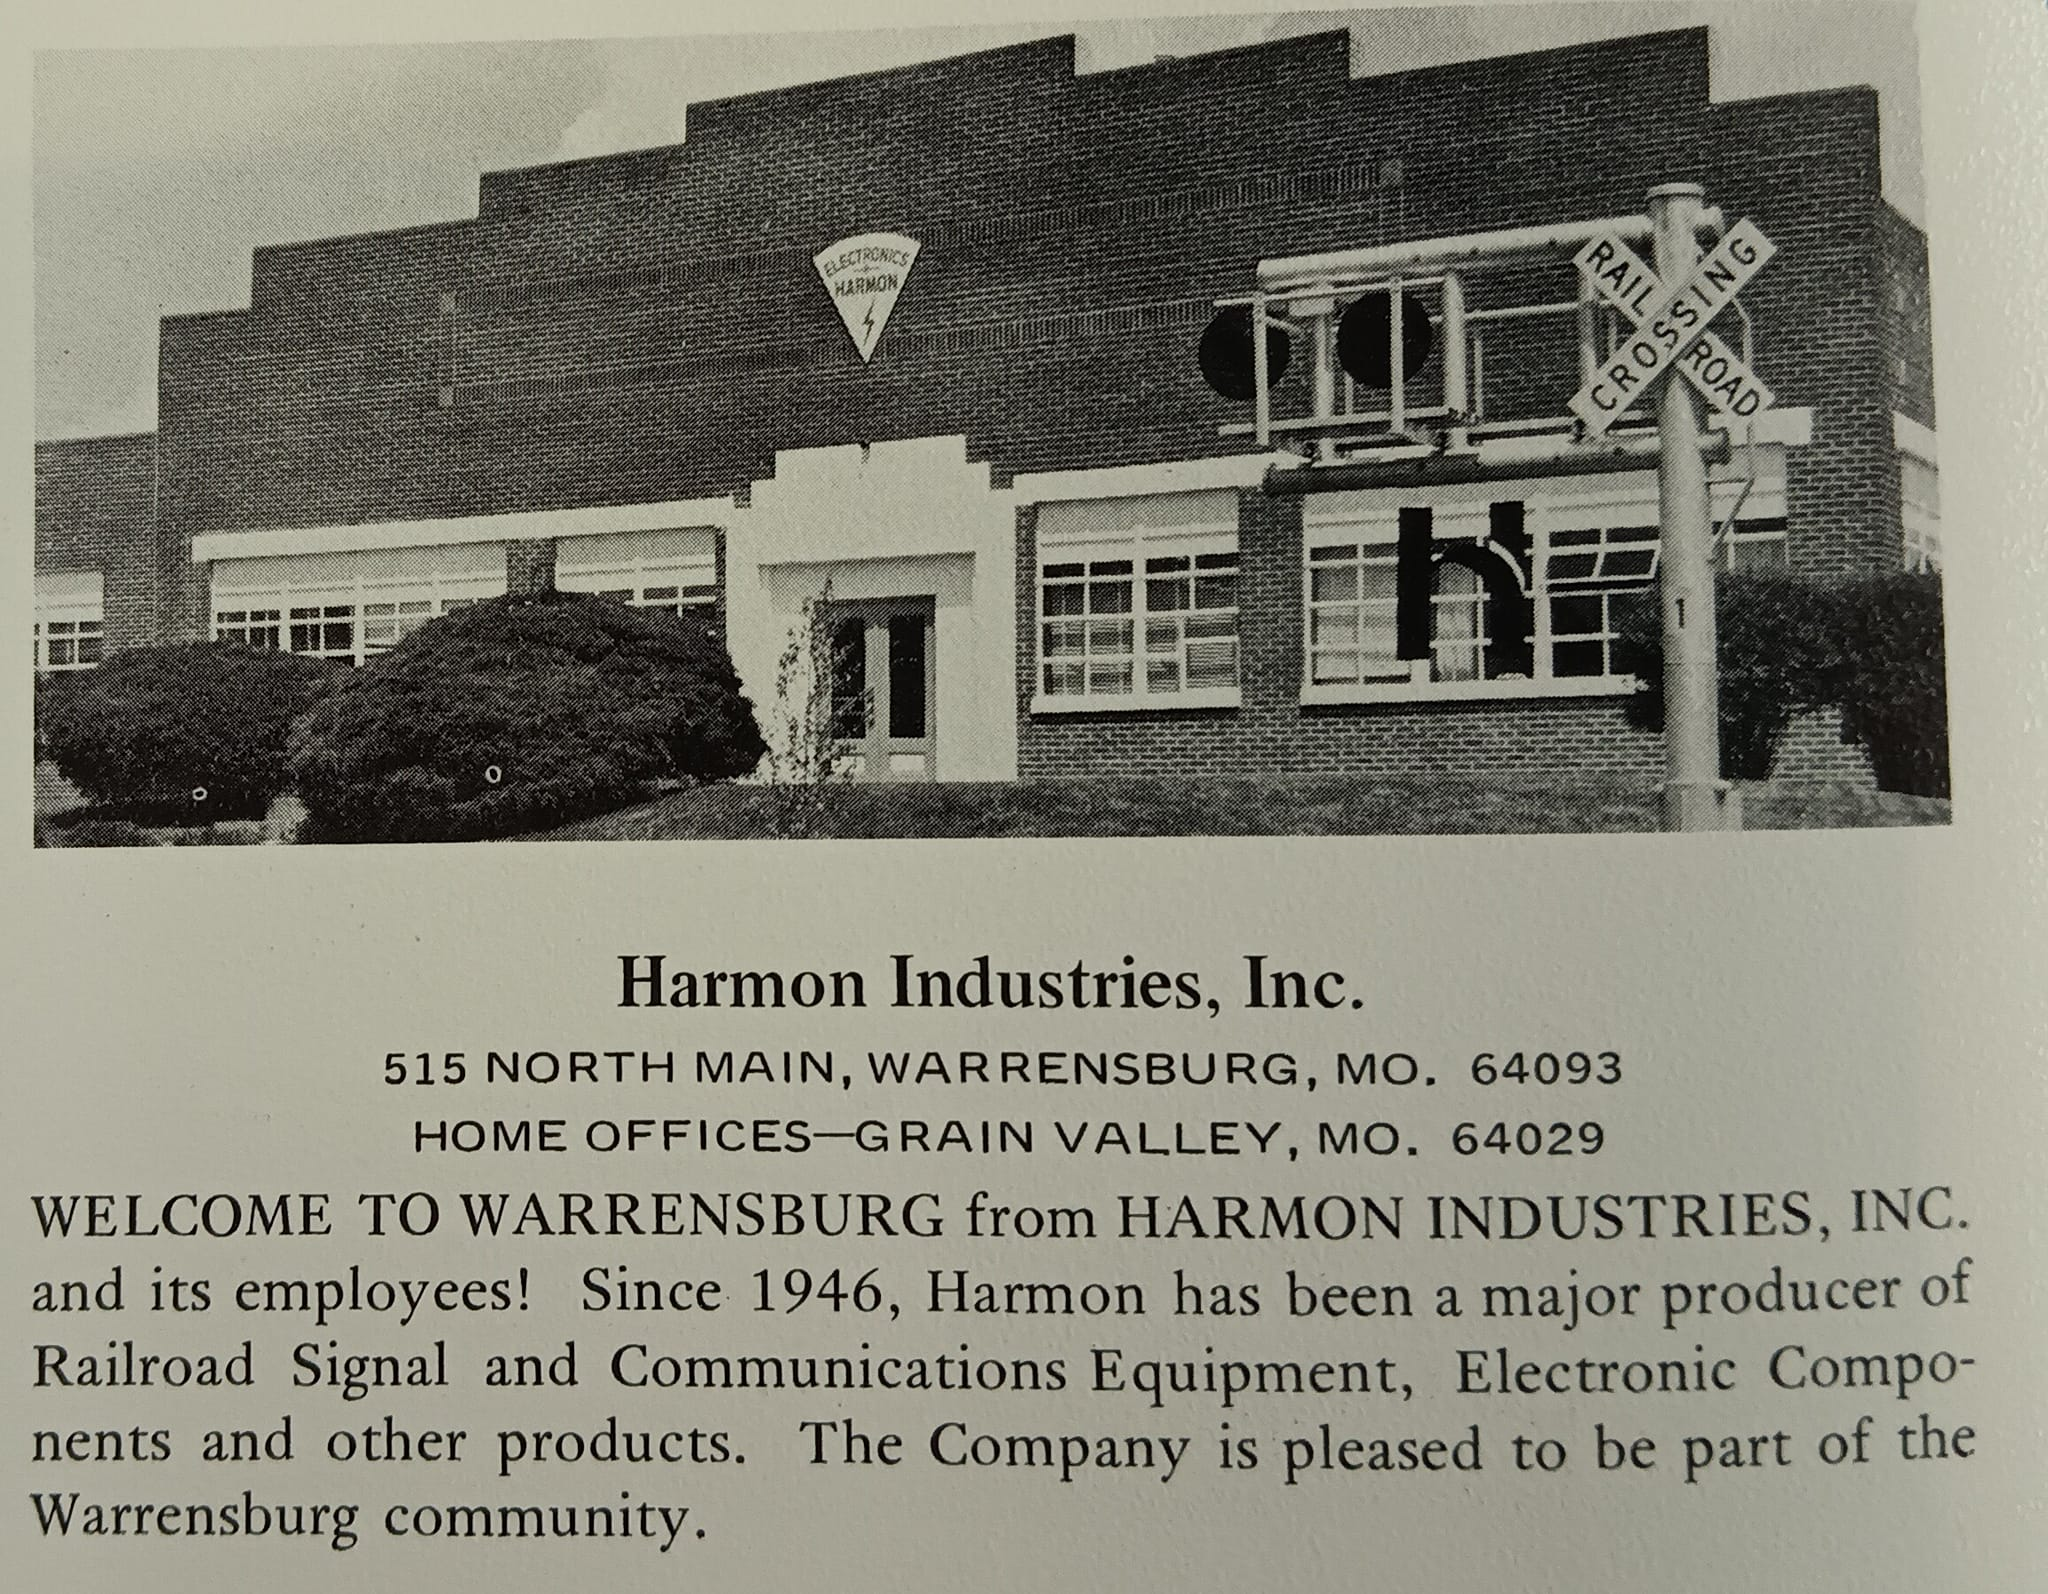 ELECTRONICS
HARMON
RAIL
ROAD
CROSSING
h
1
Harmon Industries, Inc.
515 NORTH MAIN, WARRENSBURG, MO. 64093
HOME OFFICES—GRAIN VALLEY, MO. 64029
WELCOME TO WARRENSBURG from HARMON INDUSTRIES, INC.
and its employees! Since 1946, Harmon has been a major producer of
Railroad Signal and Communications Equipment, Electronic Compo-
nents and other products. The Company is pleased to be part of the
Warrensburg community.